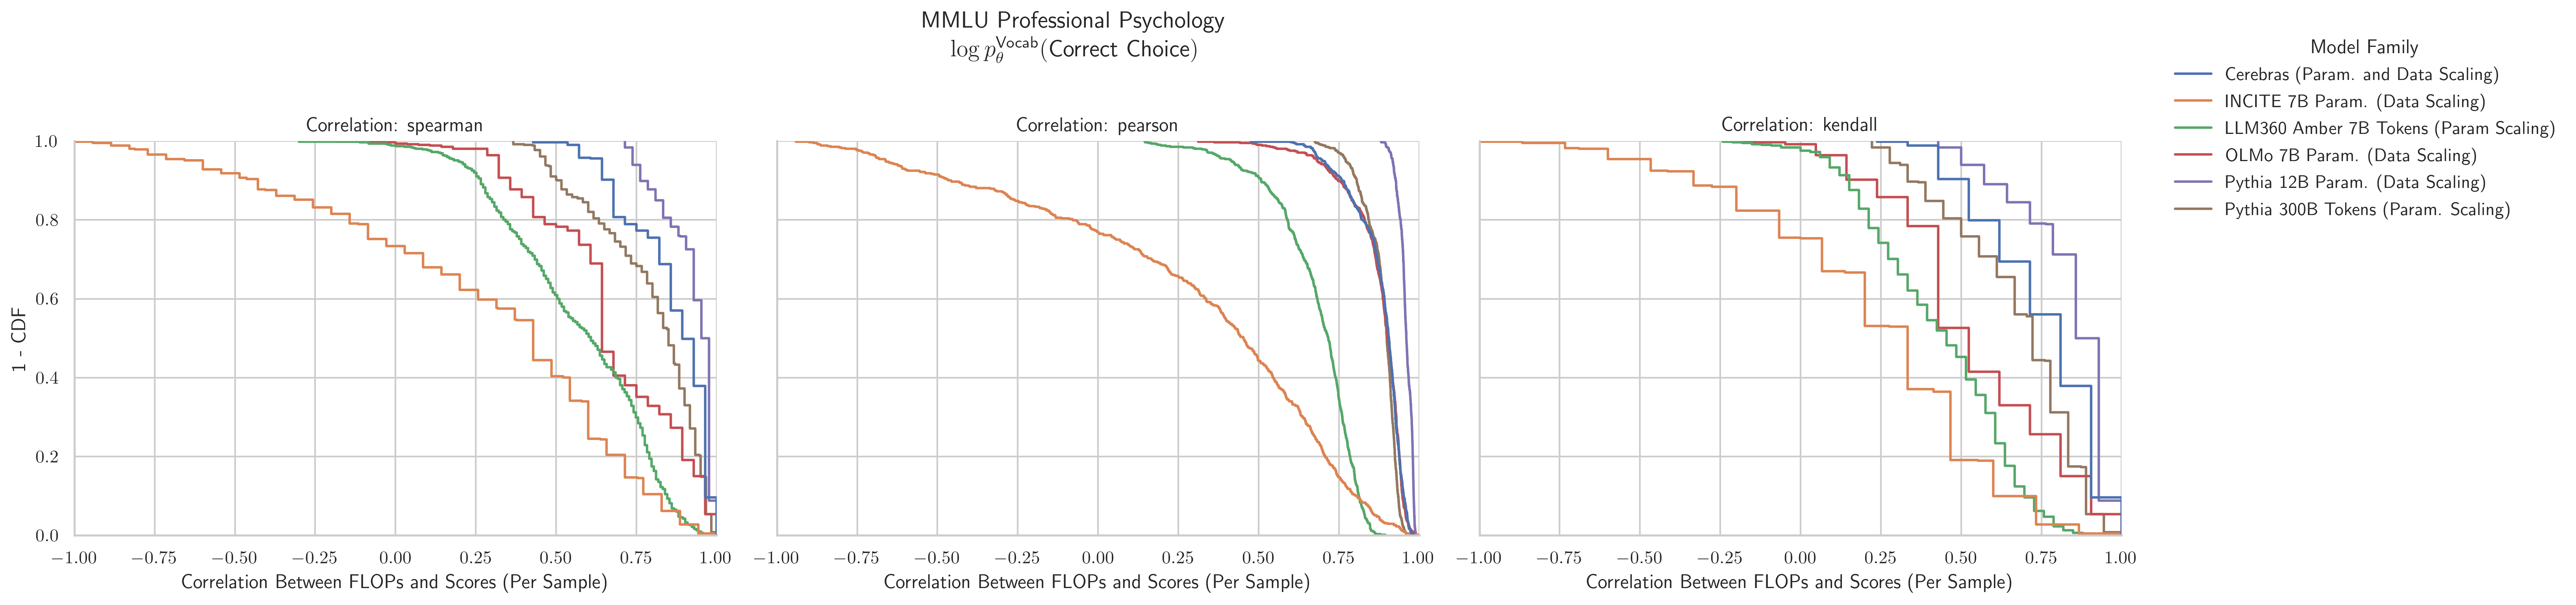 MMLU Professional Psychology
log p_θ^Vocab(Correct Choice)
Correlation: spearman
1 - CDF
1.0
0.8
0.6
0.4
0.2
0.0
−1.00 −0.75 −0.50 −0.25 0.00 0.25 0.50 0.75 1.00
Correlation Between FLOPs and Scores (Per Sample)
Correlation: pearson
−1.00 −0.75 −0.50 −0.25 0.00 0.25 0.50 0.75 1.00
Correlation Between FLOPs and Scores (Per Sample)
Correlation: kendall
−1.00 −0.75 −0.50 −0.25 0.00 0.25 0.50 0.75 1.00
Correlation Between FLOPs and Scores (Per Sample)
Model Family
Cerebras (Param. and Data Scaling)
INCITE 7B Param. (Data Scaling)
LLM360 Amber 7B Tokens (Param Scaling)
OLMo 7B Param. (Data Scaling)
Pythia 12B Param. (Data Scaling)
Pythia 300B Tokens (Param. Scaling)